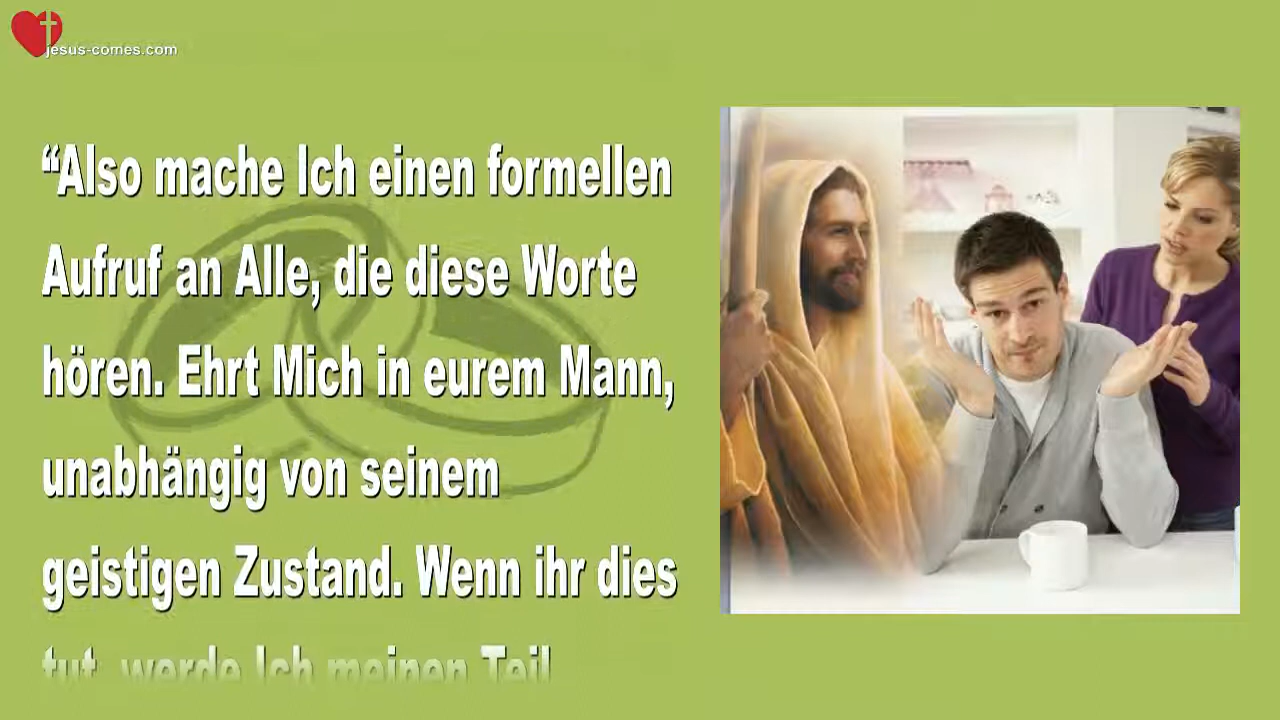 jesus-comes.com
“Also mache Ich einen formellen
Aufruf an Alle, die diese Worte
hören. Ehrt Mich in eurem Mann,
unabhängig von seinem
geistigen Zustand. Wenn ihr dies
tut, werde Ich meinen Teil